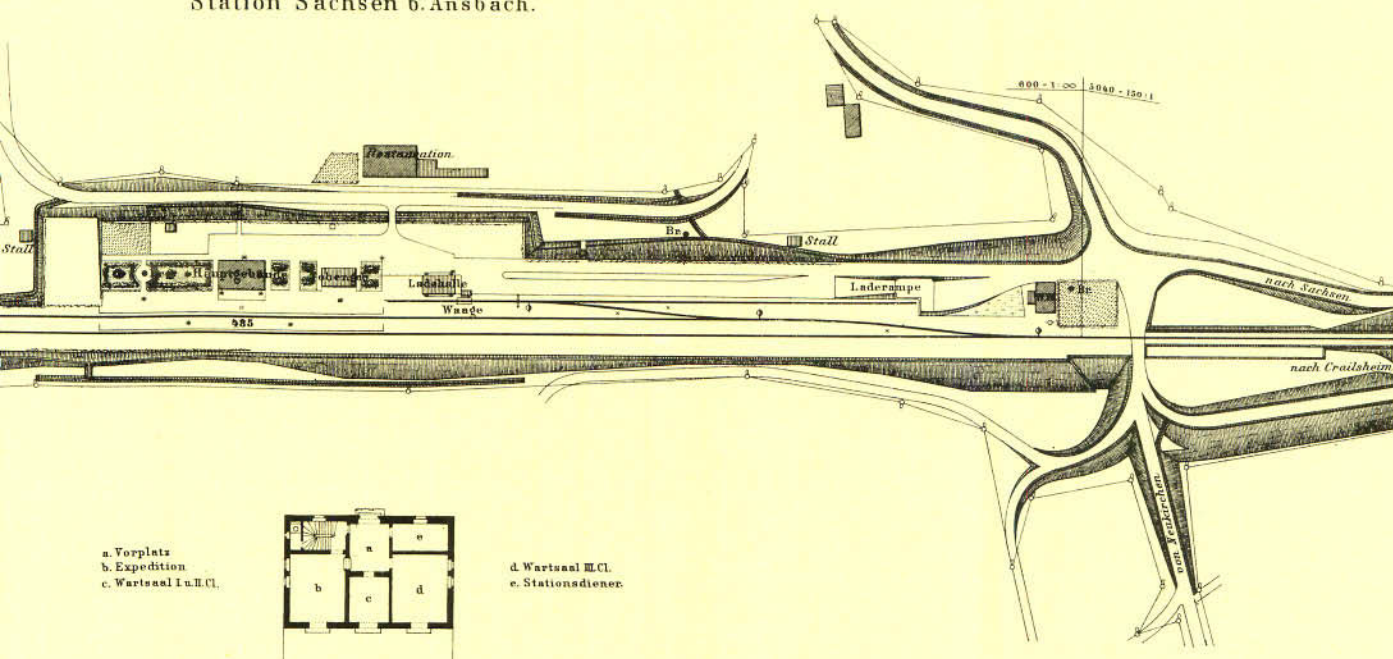 Station Sachsen b. Ansbach.
600 - 1:∞ 5040 - 150:1
Restauration
Stall
Br.
Stall
Hauptgebäude
Ladehalle
Laderampe
Br.
nach Sachsen
Waage
485
nach Crailsheim
von Neukirchen
a. Vorplatz
b. Expedition
c. Wartsaal I.u.II.Cl.
a
e
b
c
d
d. Wartsaal III.Cl.
e. Stationsdiener.